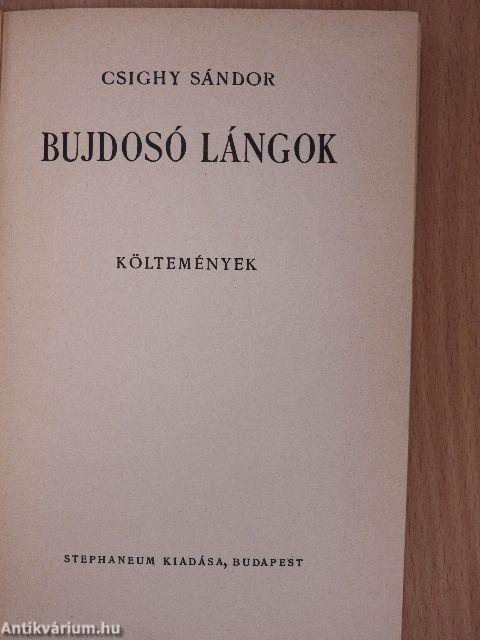 CSIGHY SÁNDOR
BUJDOSÓ LÁNGOK
KÖLTEMÉNYEK
STEPHANEUM KIADÁSA, BUDAPEST
Antikvárium.hu